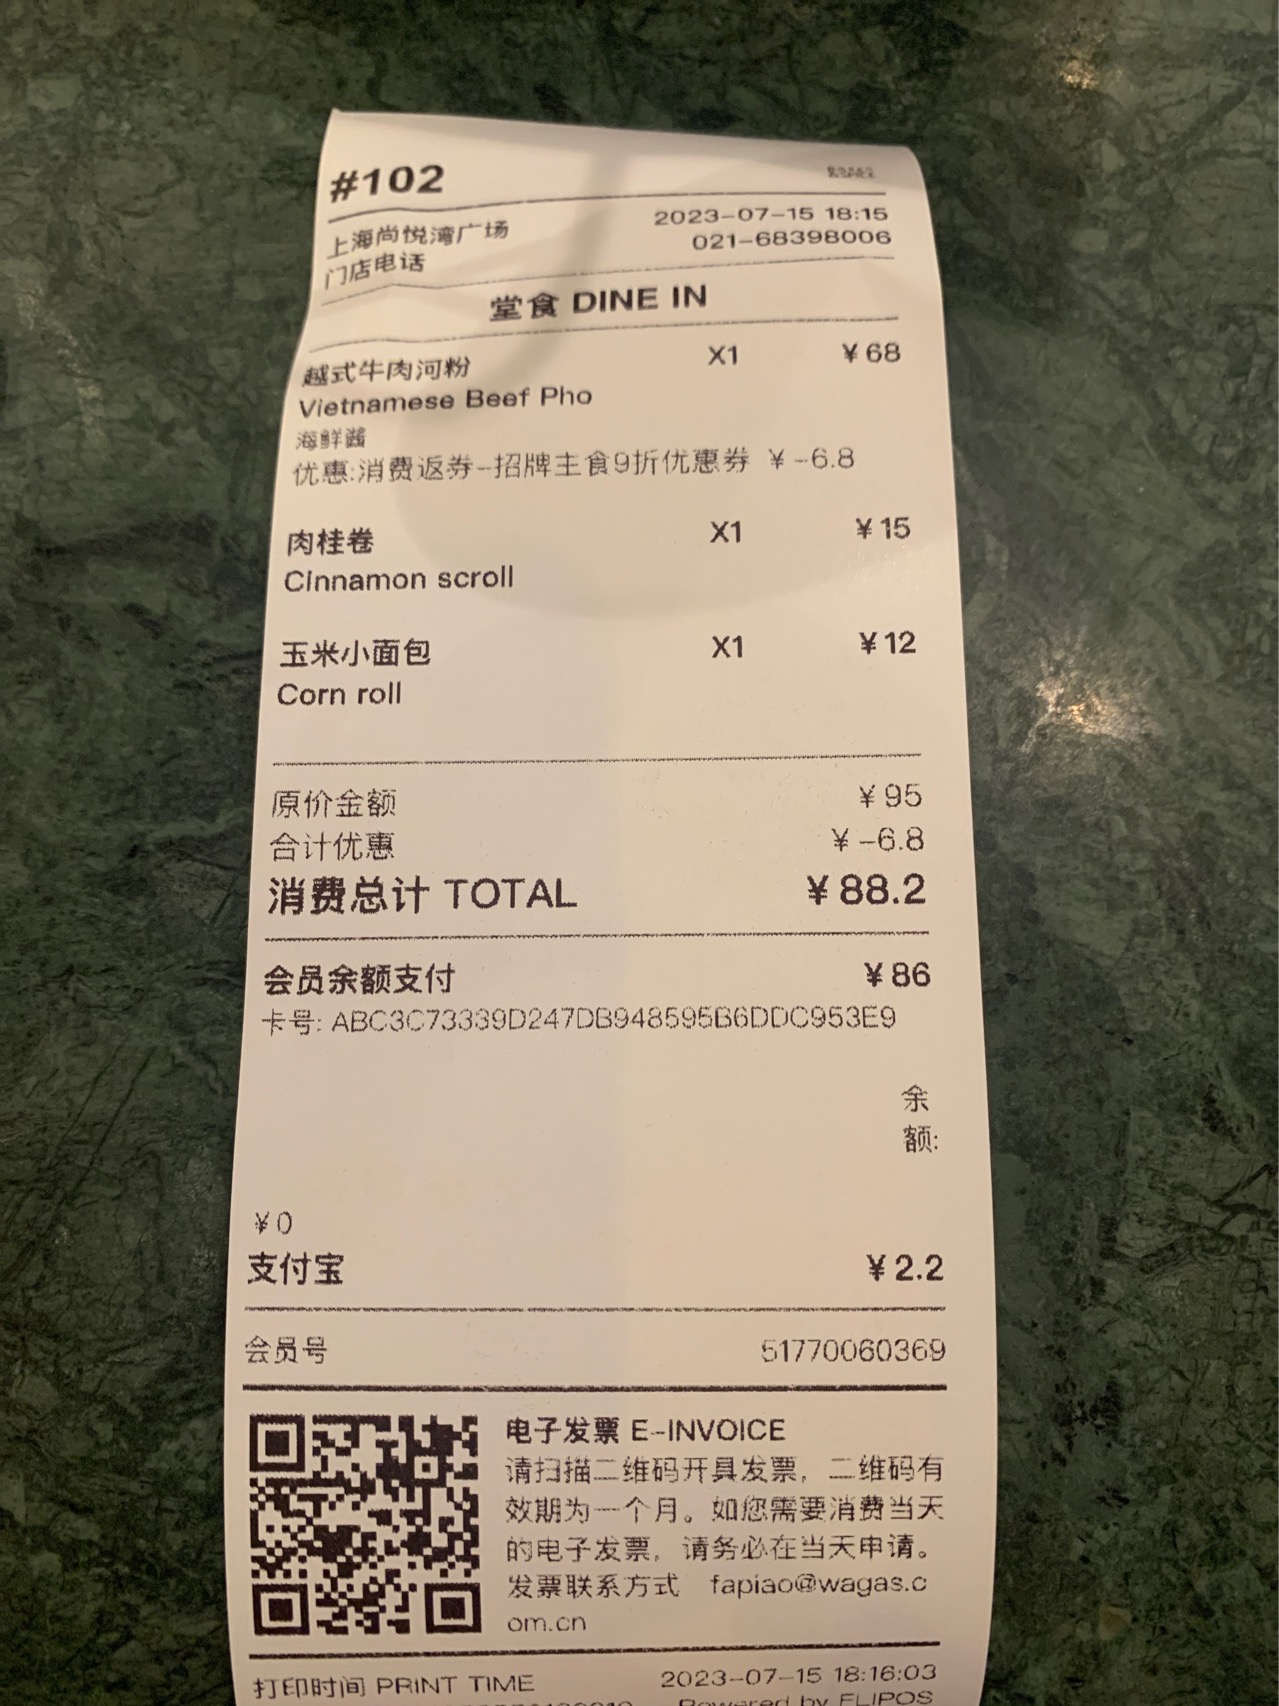 #102
上海尚悦湾广场 2023-07-15 18:15
门店电话 021-68398006
堂食 DINE IN
越式牛肉河粉 X1 ¥68
Vietnamese Beef Pho
海鲜酱
优惠:消费返券-招牌主食9折优惠券 ¥-6.8
肉桂卷 X1 ¥15
Cinnamon scroll
玉米小面包 X1 ¥12
Corn roll
原价金额 ¥95
合计优惠 ¥-6.8
消费总计 TOTAL ¥88.2
会员余额支付 ¥86
卡号: ABC3C73339D247DB948595B6DDC953E9
余
额:
¥0
支付宝 ¥2.2
会员号 51770060369
电子发票 E-INVOICE
请扫描二维码开具发票，二维码有
效期为一个月。如您需要消费当天
的电子发票，请务必在当天申请。
发票联系方式 fapiao@wagas.c
om.cn
打印时间 PRINT TIME 2023-07-15 18:16:03
Powered by FLIPOS